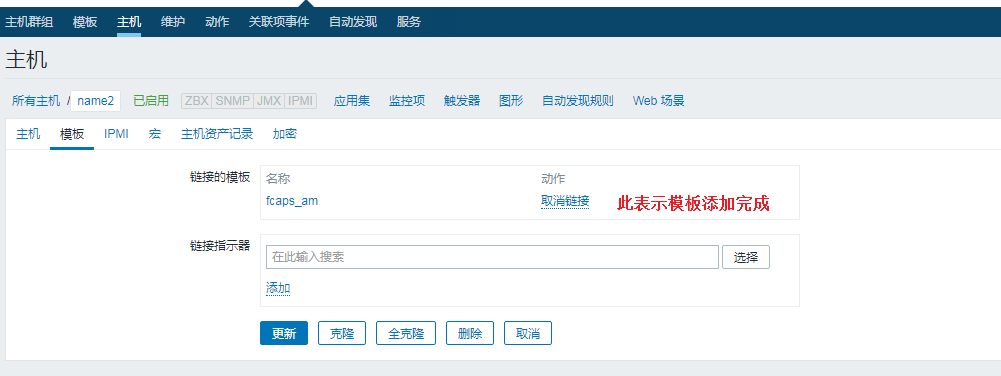 主机群组 模板 主机 维护 动作 关联项事件 自动发现 服务
主机
所有主机 / name2 已启用 ZBX SNMP JMX IPMI 应用集 监控项 触发器 图形 自动发现规则 Web 场景
主机 模板 IPMI 宏 主机资产记录 加密
链接的模板 名称 动作
fcaps_am 取消链接 此表示模板添加完成
链接指示器
在此输入搜索 选择
添加
更新 克隆 全克隆 删除 取消